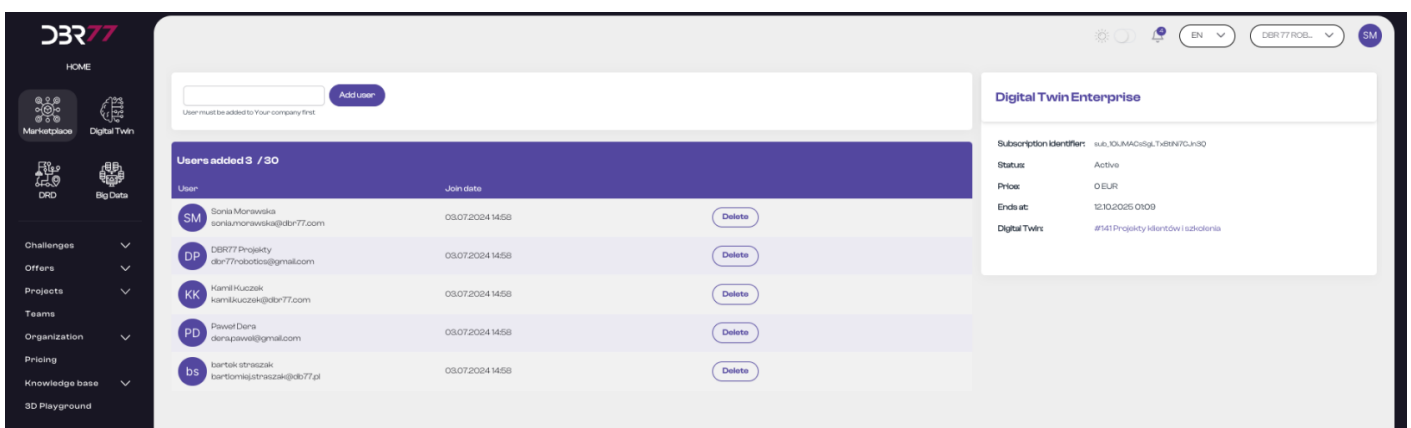 DBR77
HOME
Marketplace
Digital Twin
DRD
Big Data
Challenges
Offers
Projects
Teams
Organization
Pricing
Knowledge base
3D Playground
EN
DBR 77 ROB...
SM
Add user
User must be added to Your company first
Users added 3 / 30
User Join date
SM Sonia Morawska 03.07.2024 14:58 Delete
sonia.morawska@dbr77.com
DP DBR77 Projekty 03.07.2024 14:58 Delete
dbr77robotics@gmail.com
KK Kamil Kuczek 03.07.2024 14:58 Delete
kamil.kuczek@dbr77.com
PD Paweł Dera 03.07.2024 14:58 Delete
dera.pawel@gmail.com
bs bartek straszak 03.07.2024 14:58 Delete
bartlomiej.straszak@db77.pl
Digital Twin Enterprise
Subscription identifier:
Status: Active
Price: 0 EUR
Ends at: 12.10.2025 01:09
Digital Twin: #141 Projekty klientów i szkolenia